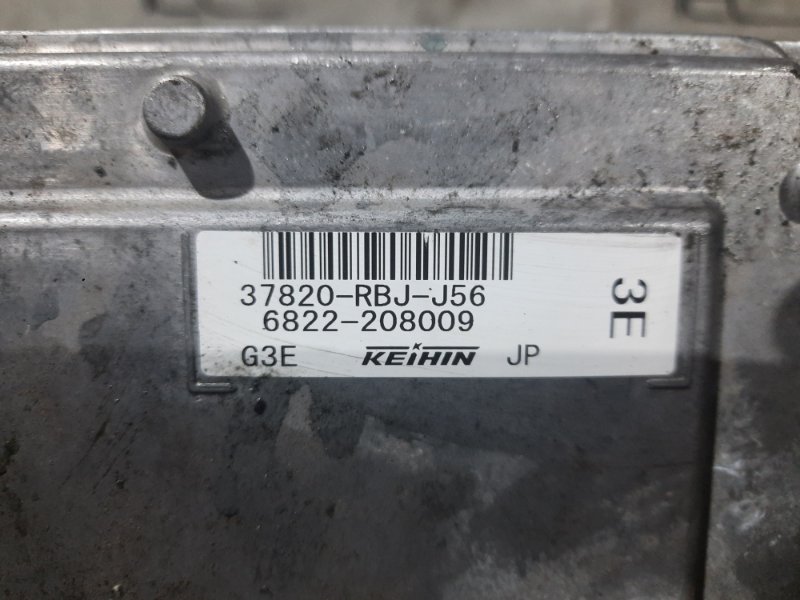 37820-RBJ-J56
6822-208009
G3E KEIHIN JP
3E